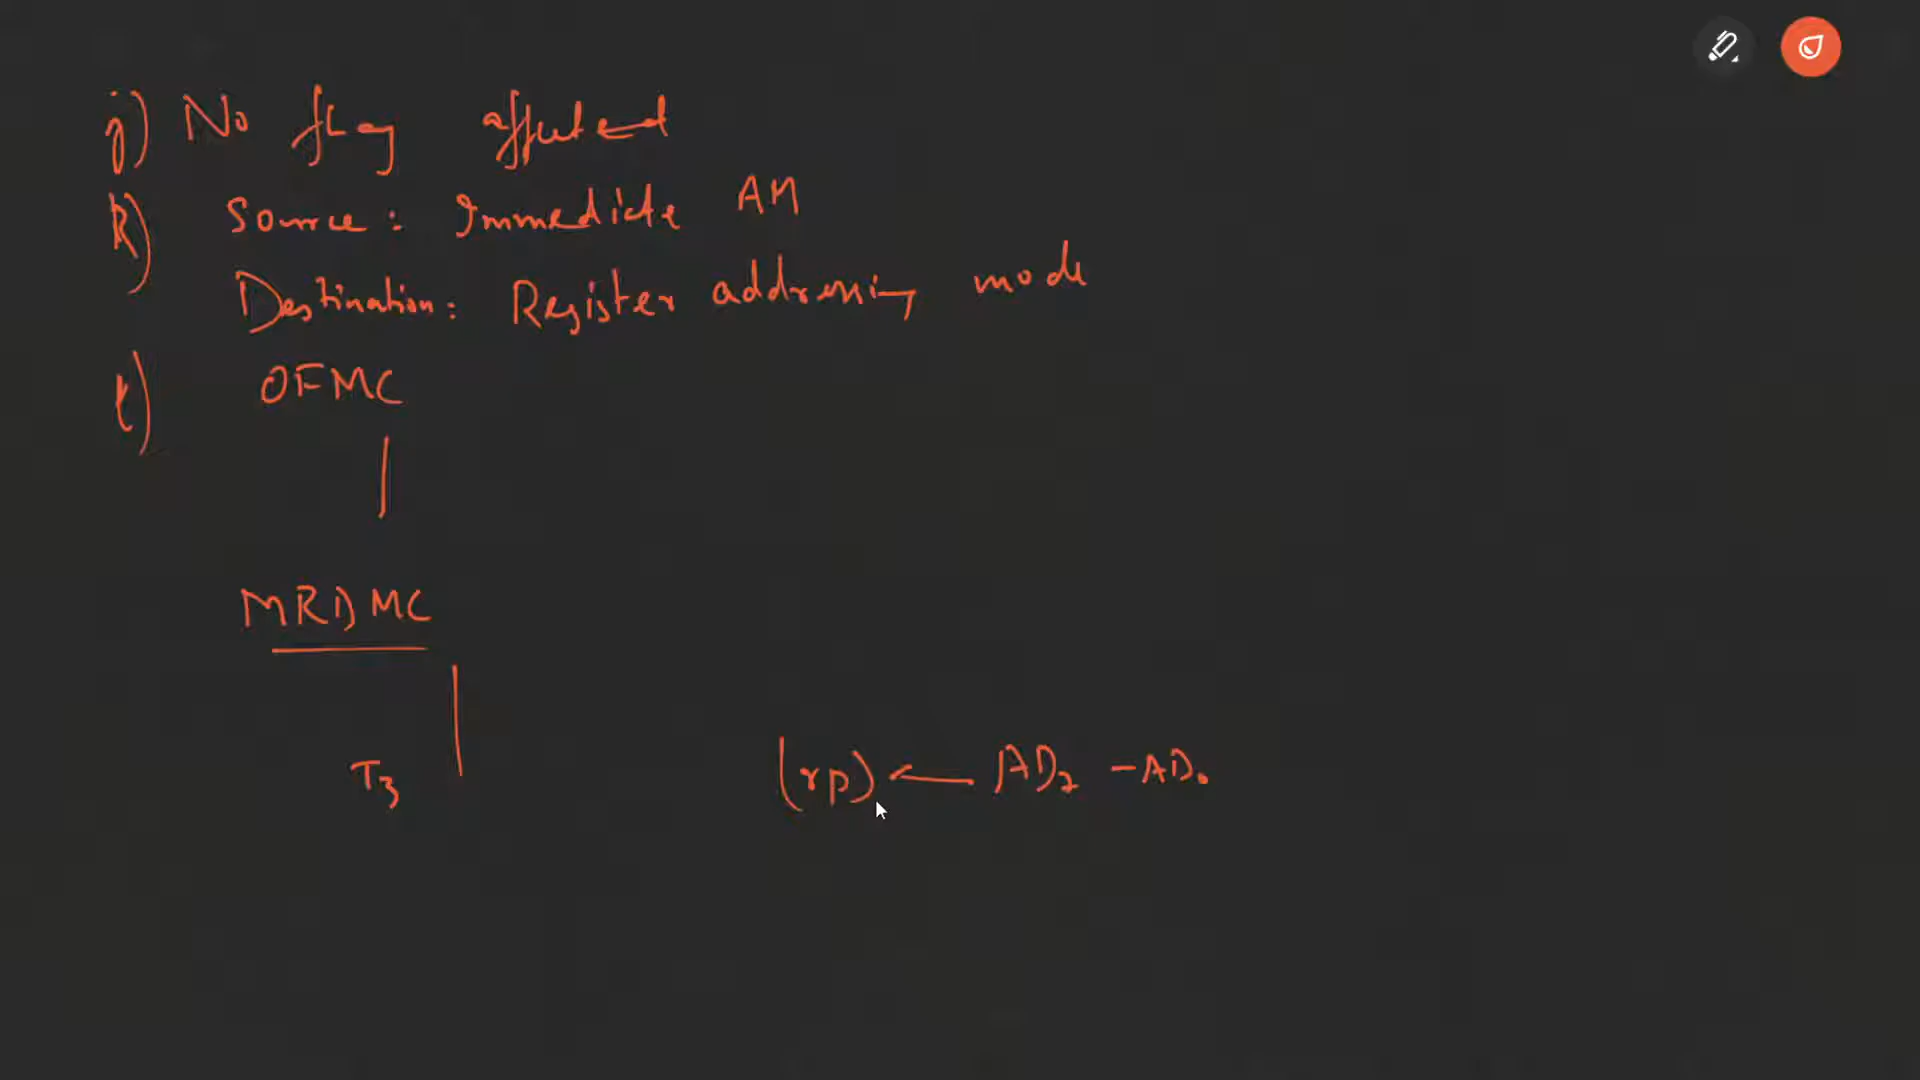 j) No flag affected
k) Source: Immediate AM
Destination: Register addressing mode
l) OFMC
MRDMC
T3 (rp) ← AD7 - AD0